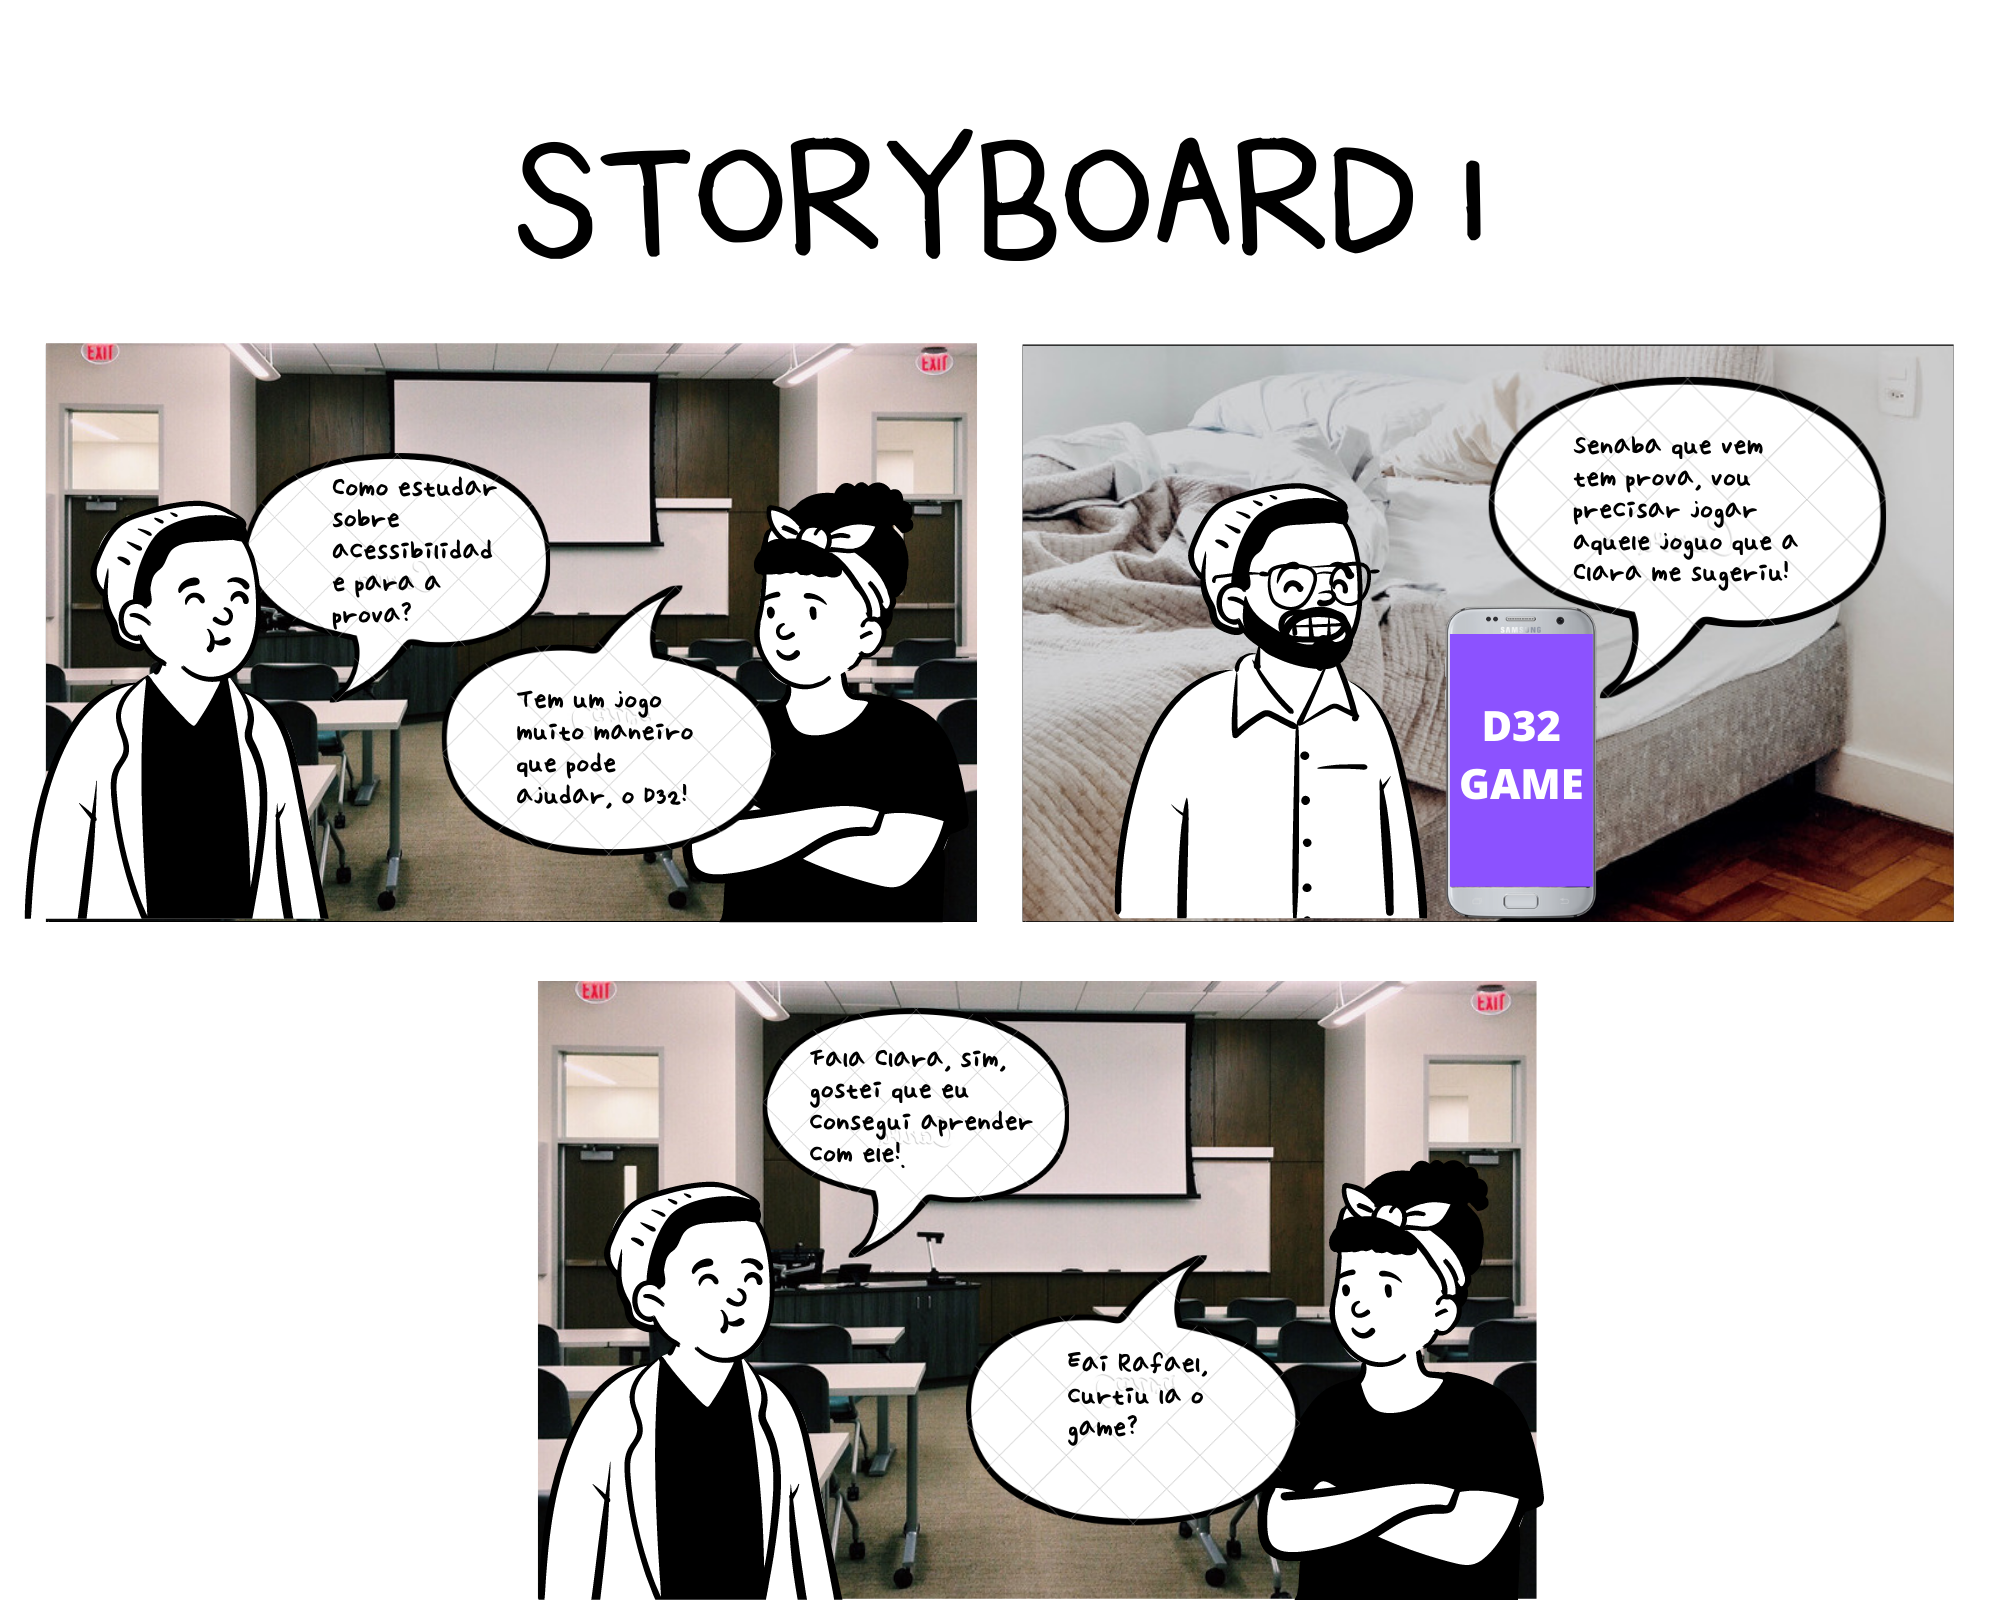 STORYBOARD 1
EXIT
EXIT
Como estudar
sobre
acessibilidad
e para a
prova?
Tem um jogo
muito maneiro
que pode
ajudar, o D32!
Senaba que vem
tem prova, vou
precisar jogar
aquele joguo que a
Clara me sugeriu!
SAMSUNG
D32
GAME
EXIT
EXIT
Fala Clara, sim,
gostei que eu
consegui aprender
com ele!
Eai Rafael,
curtiu la o
game?